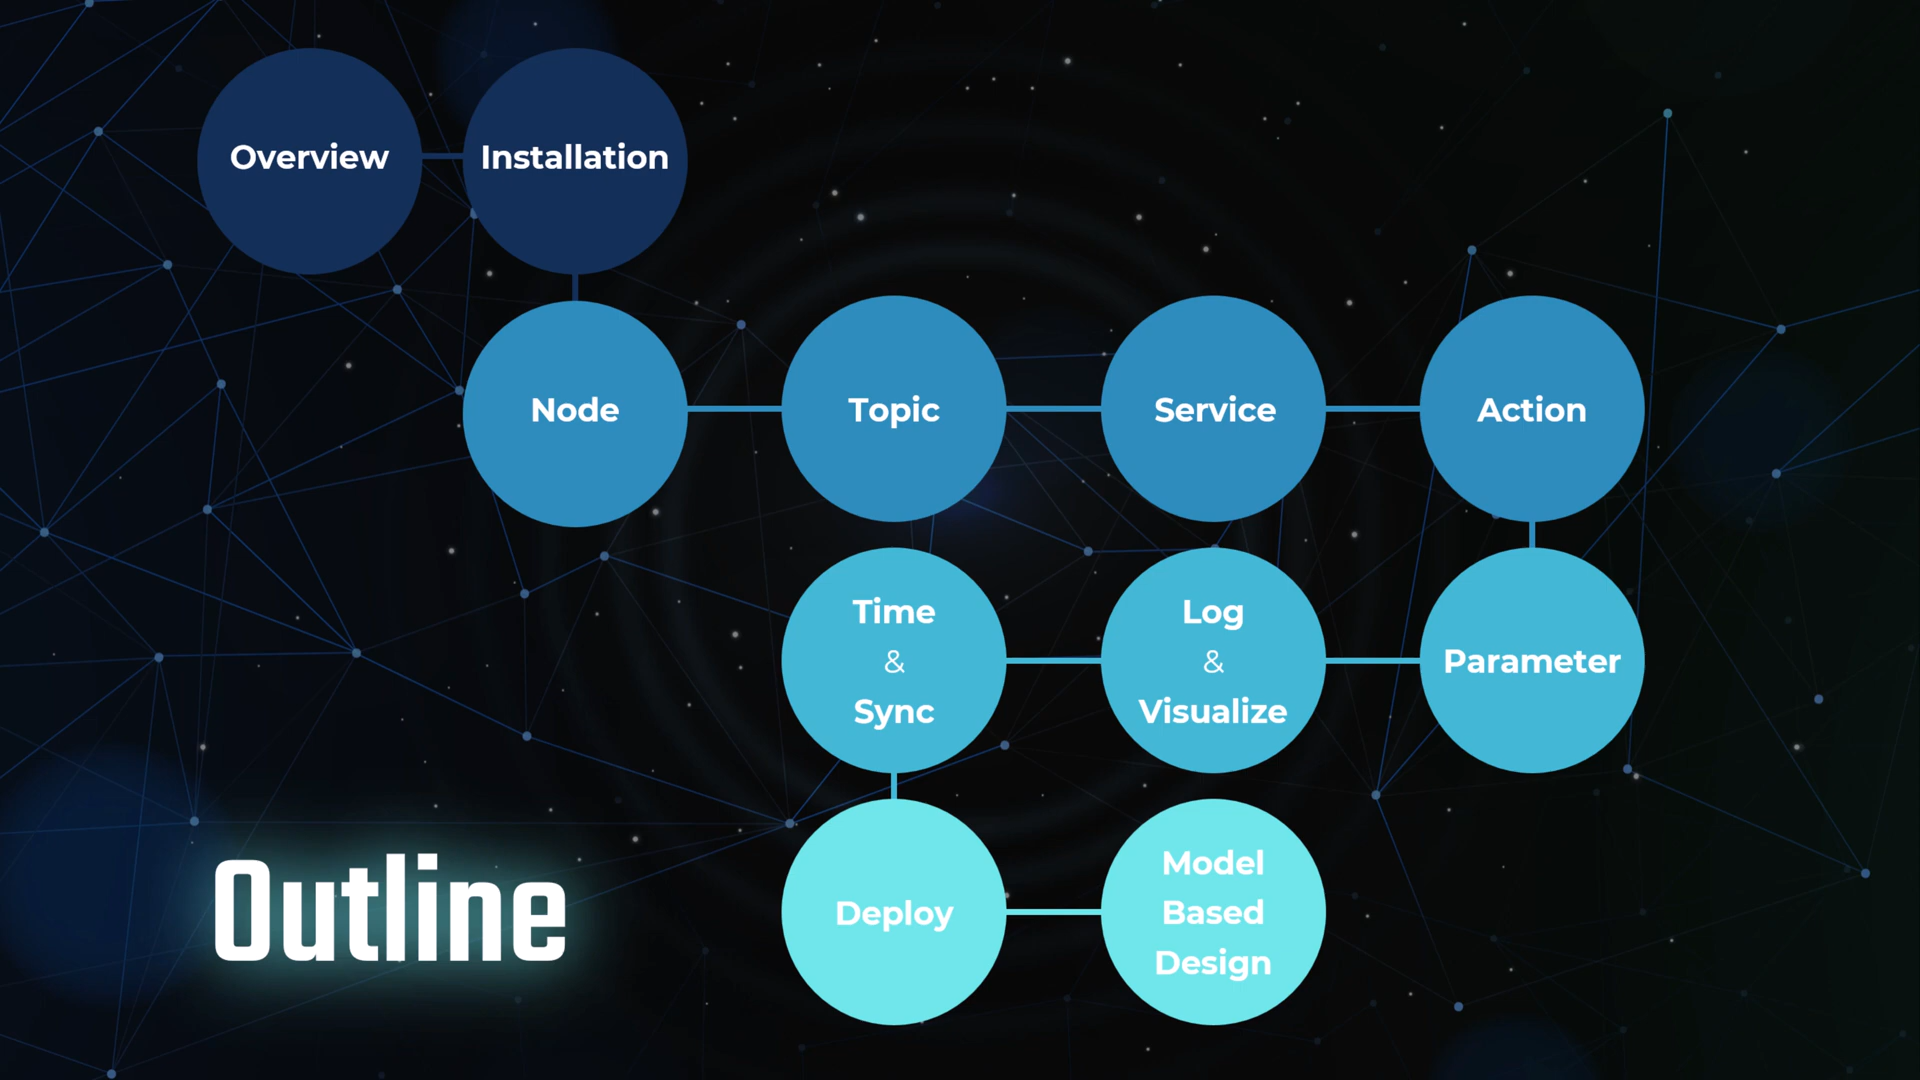 Overview
Installation
Node
Topic
Service
Action
Time
&
Sync
Log
&
Visualize
Parameter
Deploy
Model
Based
Design
Outline